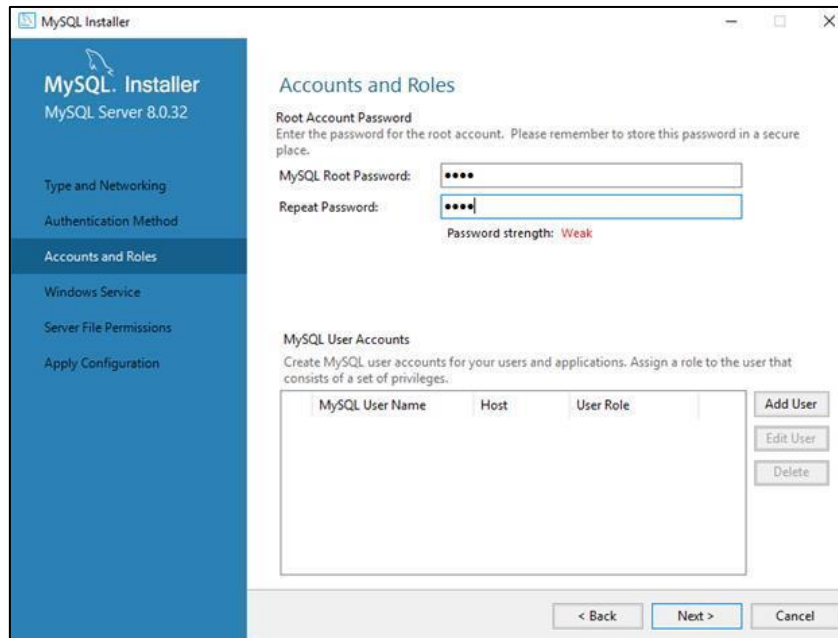 MySQL Installer
MySQL. Installer
MySQL Server 8.0.32
Type and Networking
Authentication Method
Accounts and Roles
Windows Service
Server File Permissions
Apply Configuration
Accounts and Roles
Root Account Password
Enter the password for the root account. Please remember to store this password in a secure
place.
MySQL Root Password: ••••
Repeat Password: ••••
Password strength: Weak
MySQL User Accounts
Create MySQL user accounts for your users and applications. Assign a role to the user that
consists of a set of privileges.
MySQL User Name Host User Role
Add User
Edit User
Delete
< Back Next > Cancel